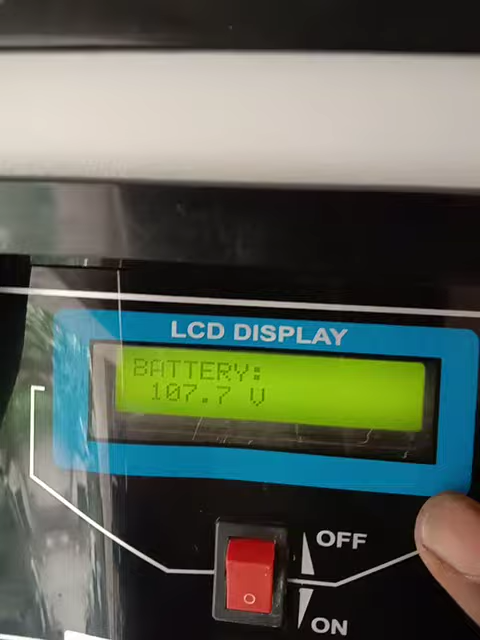 LCD DISPLAY
BATTERY:
107.7 V
OFF
ON